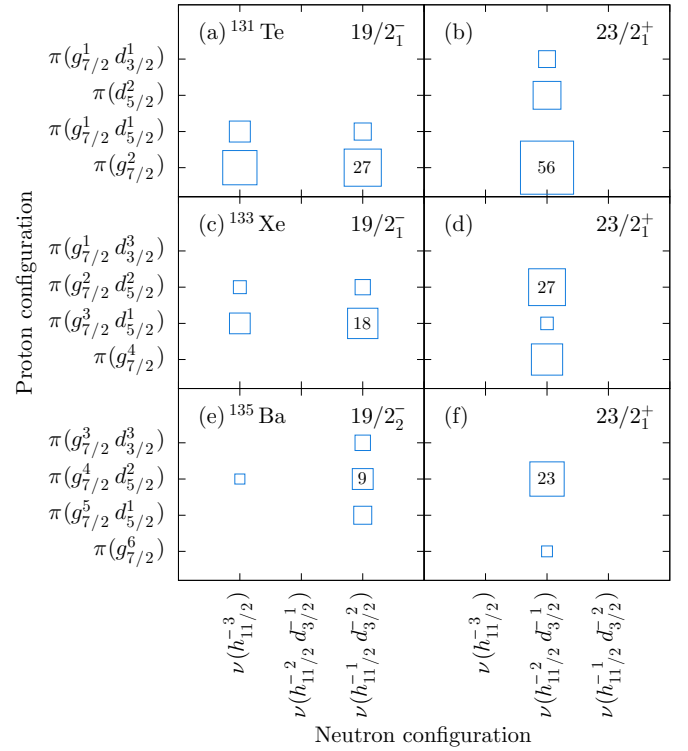 (a) ¹³¹Te 19/2₁⁻
(b) 23/2₁⁺
π(g¹₇/₂ d¹₃/₂)
π(d²₅/₂)
π(g¹₇/₂ d¹₅/₂)
π(g²₇/₂)
27
56
(c) ¹³³Xe 19/2₁⁻
(d) 23/2₁⁺
π(g¹₇/₂ d³₃/₂)
π(g²₇/₂ d²₅/₂)
π(g³₇/₂ d¹₅/₂)
π(g⁴₇/₂)
27
18
(e) ¹³⁵Ba 19/2₂⁻
(f) 23/2₁⁺
π(g³₇/₂ d³₃/₂)
π(g⁴₇/₂ d²₅/₂)
π(g⁵₇/₂ d¹₅/₂)
π(g⁶₇/₂)
9
23
Proton configuration
ν(h⁻³₁₁/₂)
ν(h⁻²₁₁/₂ d⁻¹₃/₂)
ν(h⁻¹₁₁/₂ d⁻²₃/₂)
ν(h⁻³₁₁/₂)
ν(h⁻²₁₁/₂ d⁻¹₃/₂)
ν(h⁻¹₁₁/₂ d⁻²₃/₂)
Neutron configuration